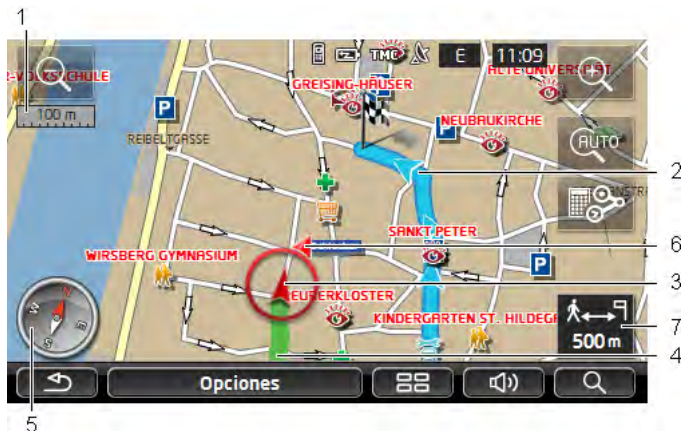 1
TMC
E
11:09
R-VOLKSSCHULE
ALTE UNIVERSITÄT
GREISING-HÄUSER
100 m
P
P
NEUBAUKIRCHE
REIBELTGASSE
AUTO
2
SANKT PETER
6
WIRSBERG GYMNASIUM
P
3
EUERERKLOSTER
KINDERGARTEN ST. HILDEG
7
N
W
E
S
500 m
4
Opciones
5